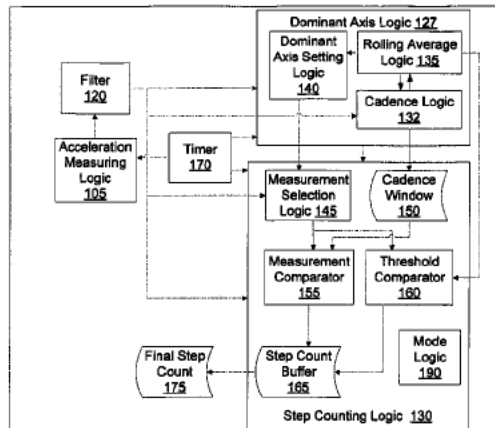 Dominant Axis Logic 127
Dominant
Axis Setting
Logic
140
Rolling Average
Logic 135
Filter
120
Cadence Logic
132
Acceleration
Measuring
Logic
105
Timer
170
Measurement
Selection
Logic 145
Cadence
Window
150
Measurement
Comparator
155
Threshold
Comparator
160
Final Step
Count
175
Step Count
Buffer
165
Mode
Logic
190
Step Counting Logic 130